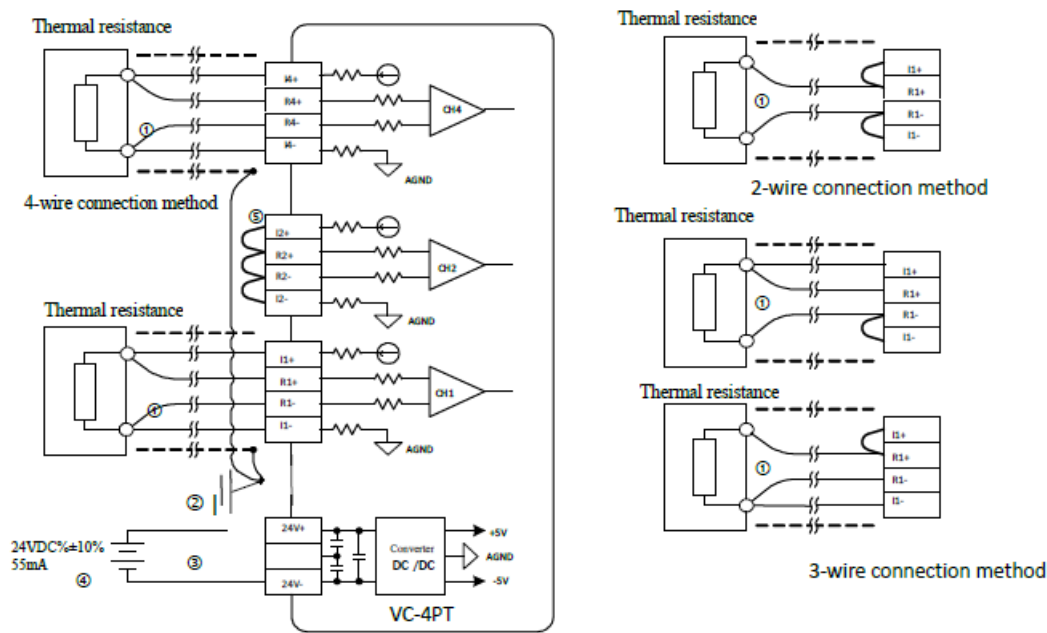 Thermal resistance
I4+
R4+
R4-
I4-
①
CH4
AGND
4-wire connection method
⑤
I2+
R2+
R2-
I2-
CH2
AGND
Thermal resistance
I1+
R1+
R1-
I1-
①
CH1
AGND
②
24VDC%±10%
55mA
④
③
24V+
24V-
Converter
DC /DC
+5V
AGND
-5V
VC-4PT
Thermal resistance
①
I1+
R1+
R1-
I1-
2-wire connection method
Thermal resistance
①
I1+
R1+
R1-
I1-
Thermal resistance
①
I1+
R1+
R1-
I1-
3-wire connection method